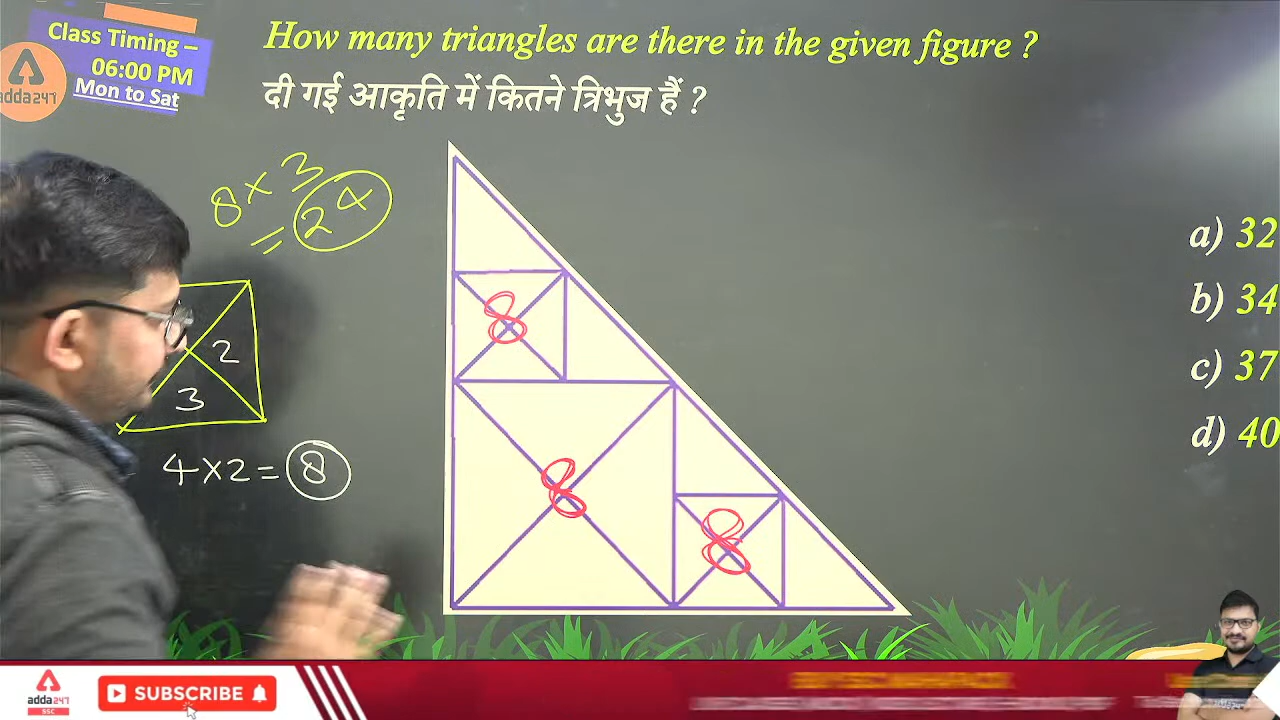 Class Timing –
06:00 PM
Mon to Sat
adda247
How many triangles are there in the given figure ?
दी गई आकृति में कितने त्रिभुज हैं ?
8 × 3
= 24
2
3
4 × 2 = 8
8
8
8
a) 32
b) 34
c) 37
d) 40
adda247
SSC
SUBSCRIBE